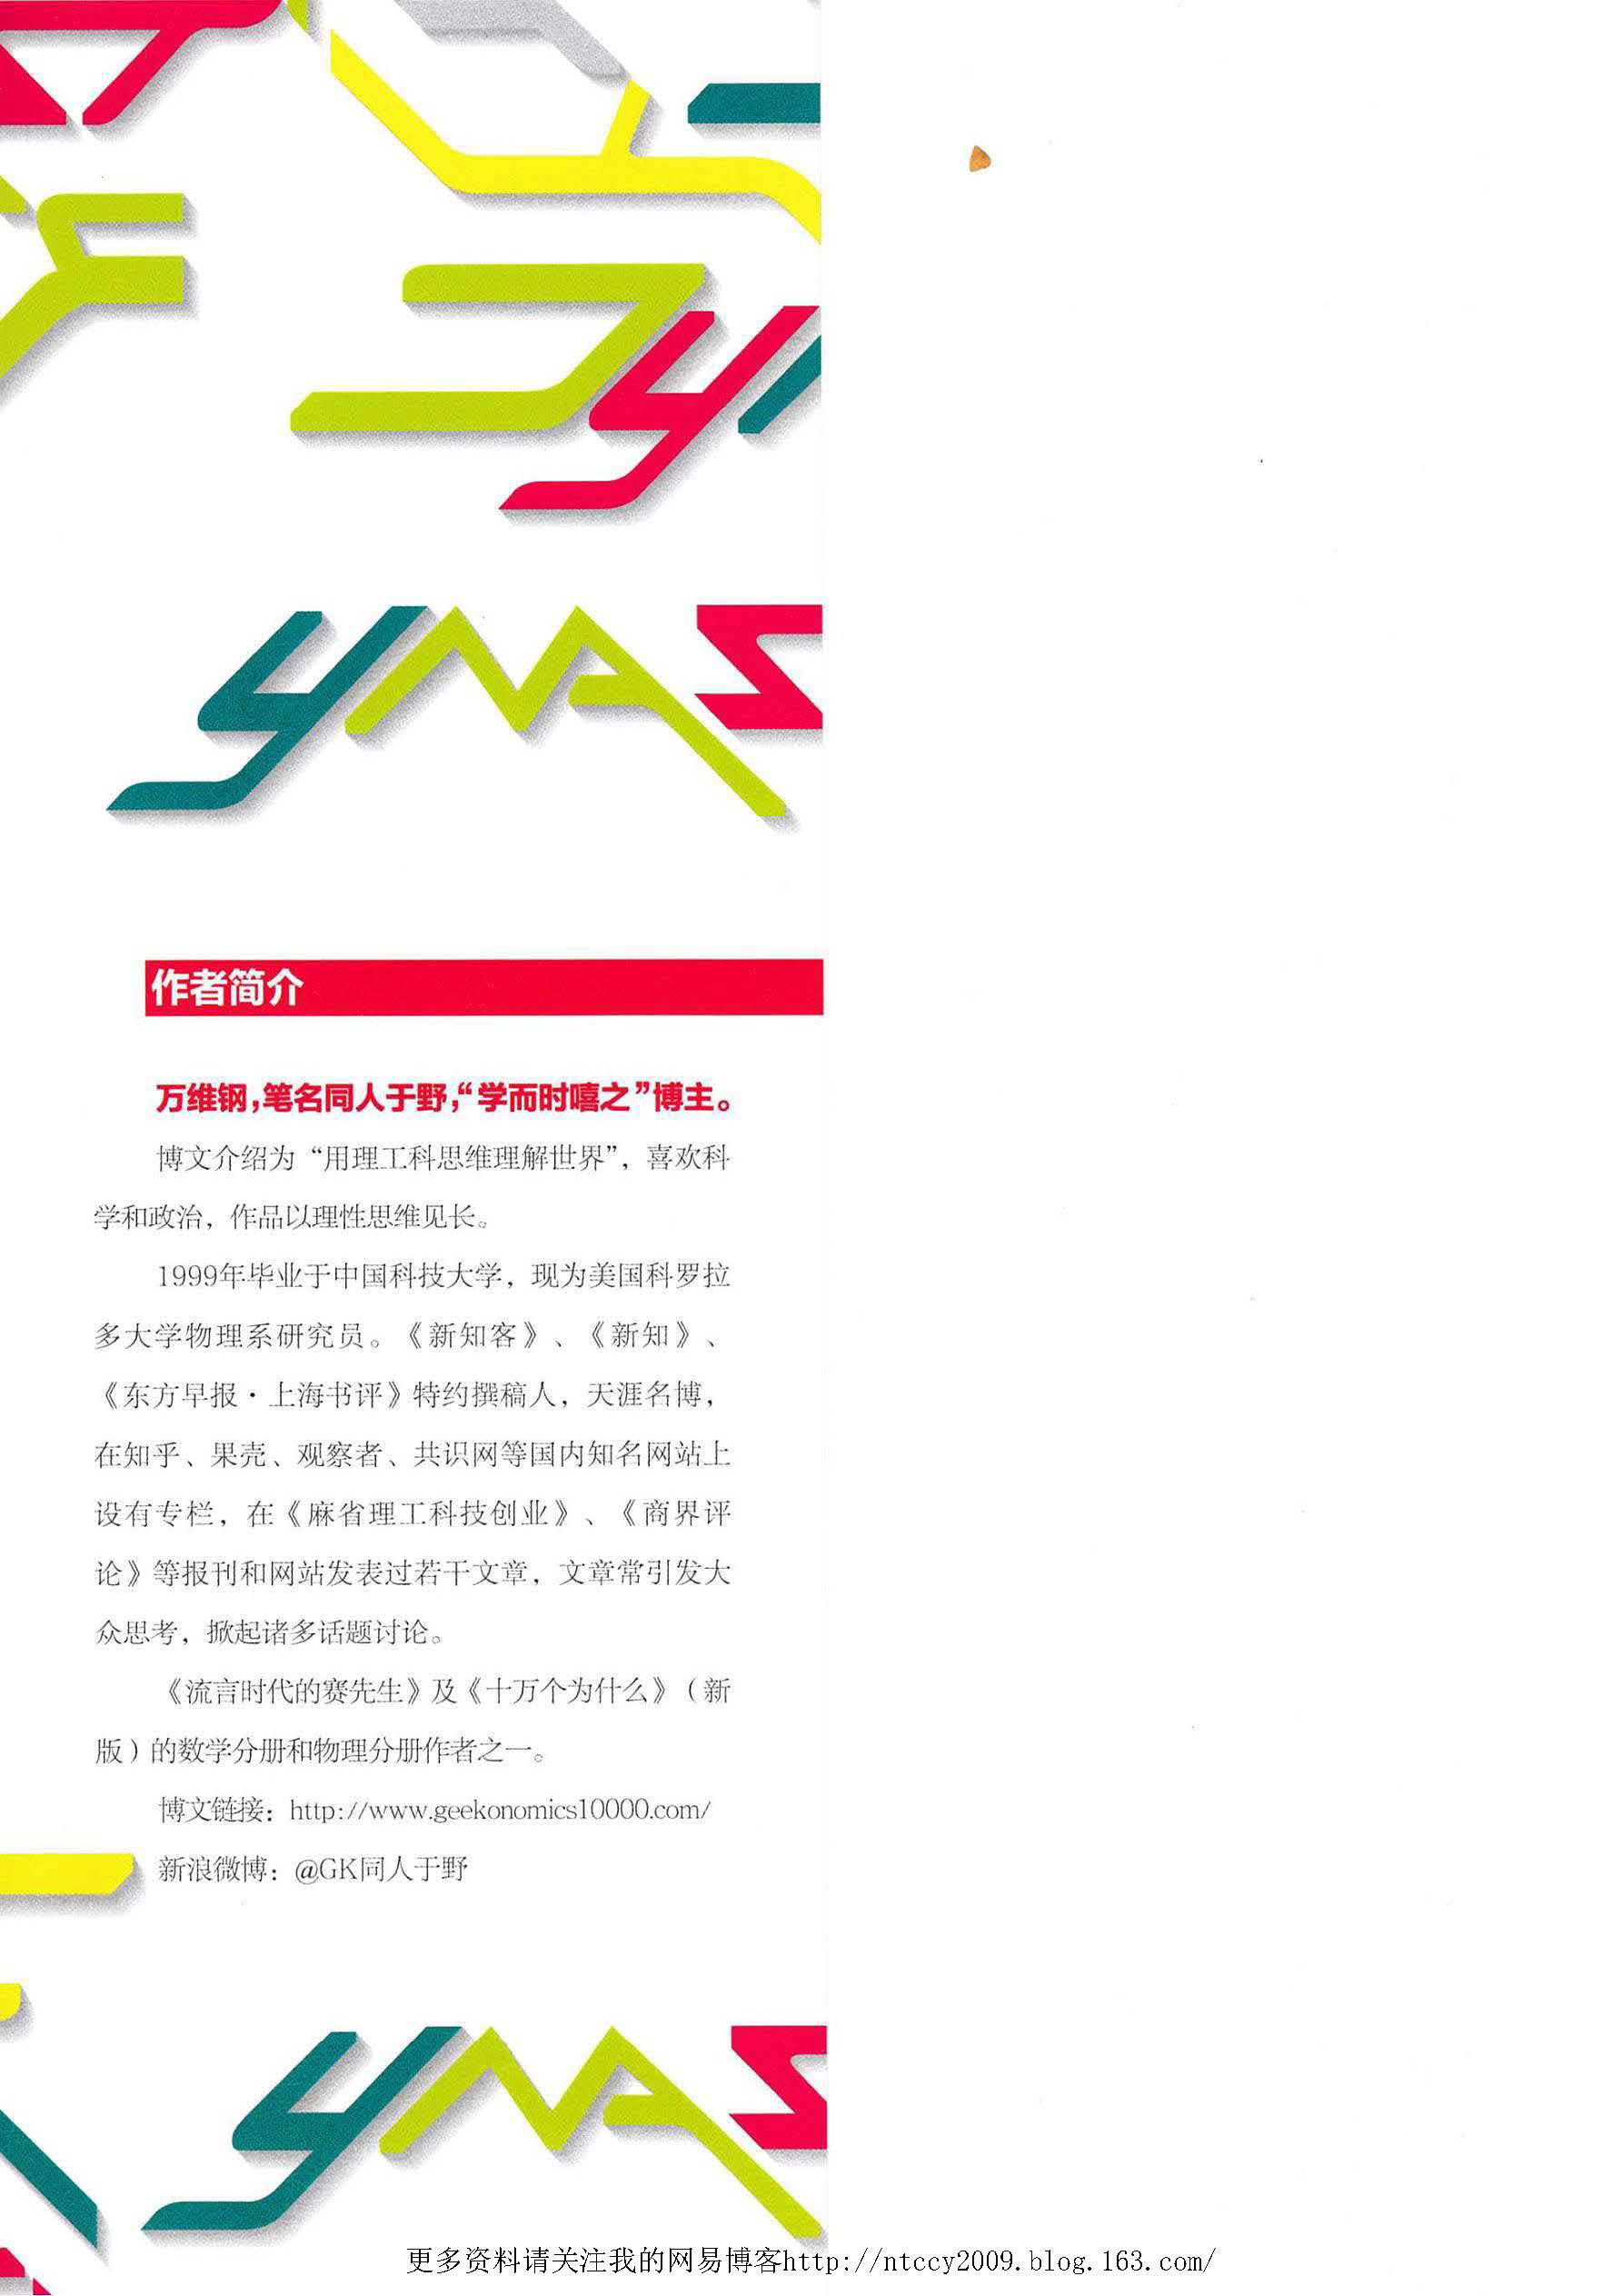 作者简介
万维钢，笔名同人于野，“学而时嘻之”博主。
博文介绍为“用理工科思维理解世界”，喜欢科
学和政治，作品以理性思维见长。
1999年毕业于中国科技大学，现为美国科罗拉
多大学物理系研究员。《新知客》、《新知》、
《东方早报·上海书评》特约撰稿人，天涯名博，
在知乎、果壳、观察者、共识网等国内知名网站上
设有专栏，在《麻省理工科技创业》、《商界评
论》等报刊和网站发表过若干文章，文章常引发大
众思考，掀起诸多话题讨论。
《流言时代的赛先生》及《十万个为什么》（新
版）的数学分册和物理分册作者之一。
博文链接：http://www.geekonomics10000.com/
新浪微博：@GK同人于野
更多资料请关注我的网易博客http://ntccy2009.blog.163.com/